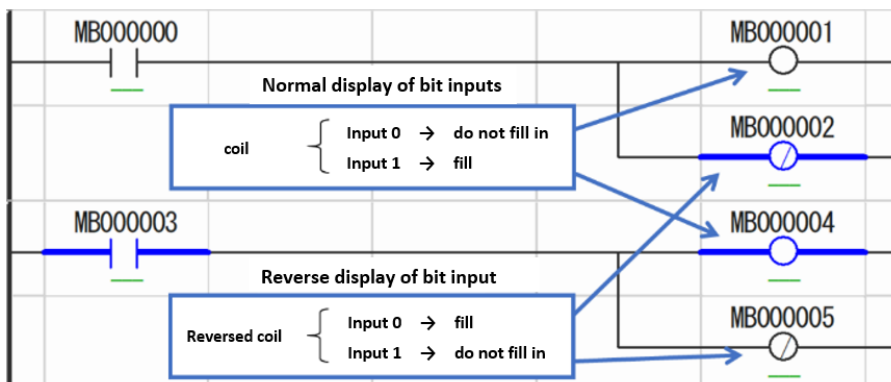 MB000000
MB000001
Normal display of bit inputs
coil
Input 0 → do not fill in
Input 1 → fill
MB000002
MB000003
MB000004
Reverse display of bit input
Reversed coil
Input 0 → fill
Input 1 → do not fill in
MB000005